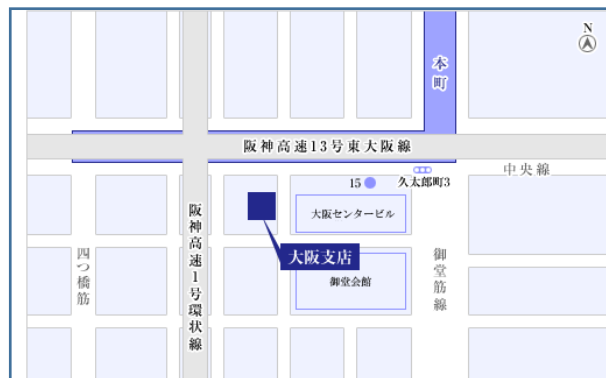 N
本町
阪神高速13号東大阪線
中央線
15
久太郎町3
大阪センタービル
阪神高速1号環状線
大阪支店
四つ橋筋
御堂会館
御堂筋線